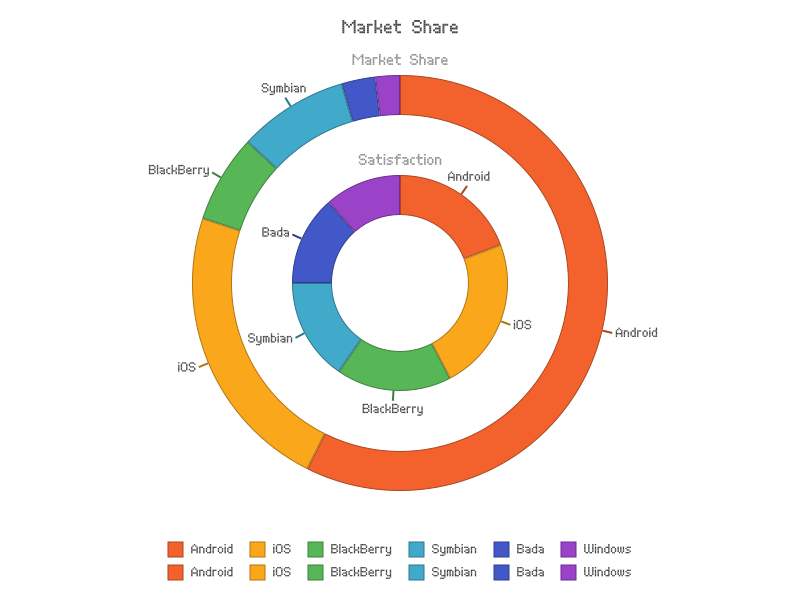 Market Share
Market Share
Symbian
BlackBerry
Satisfaction
Android
Bada
iOS
Android
Symbian
iOS
BlackBerry
Android iOS BlackBerry Symbian Bada Windows
Android iOS BlackBerry Symbian Bada Windows